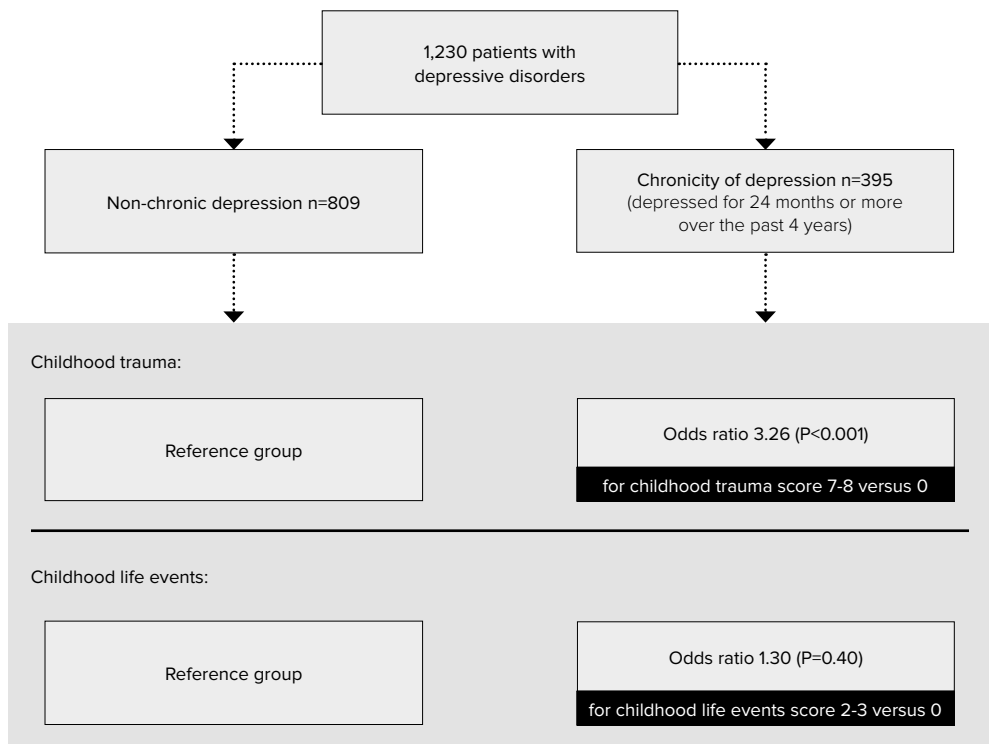 1,230 patients with
depressive disorders
Non-chronic depression n=809
Chronicity of depression n=395
(depressed for 24 months or more
over the past 4 years)
Childhood trauma:
Reference group
Odds ratio 3.26 (P<0.001)
for childhood trauma score 7-8 versus 0
Childhood life events:
Reference group
Odds ratio 1.30 (P=0.40)
for childhood life events score 2-3 versus 0